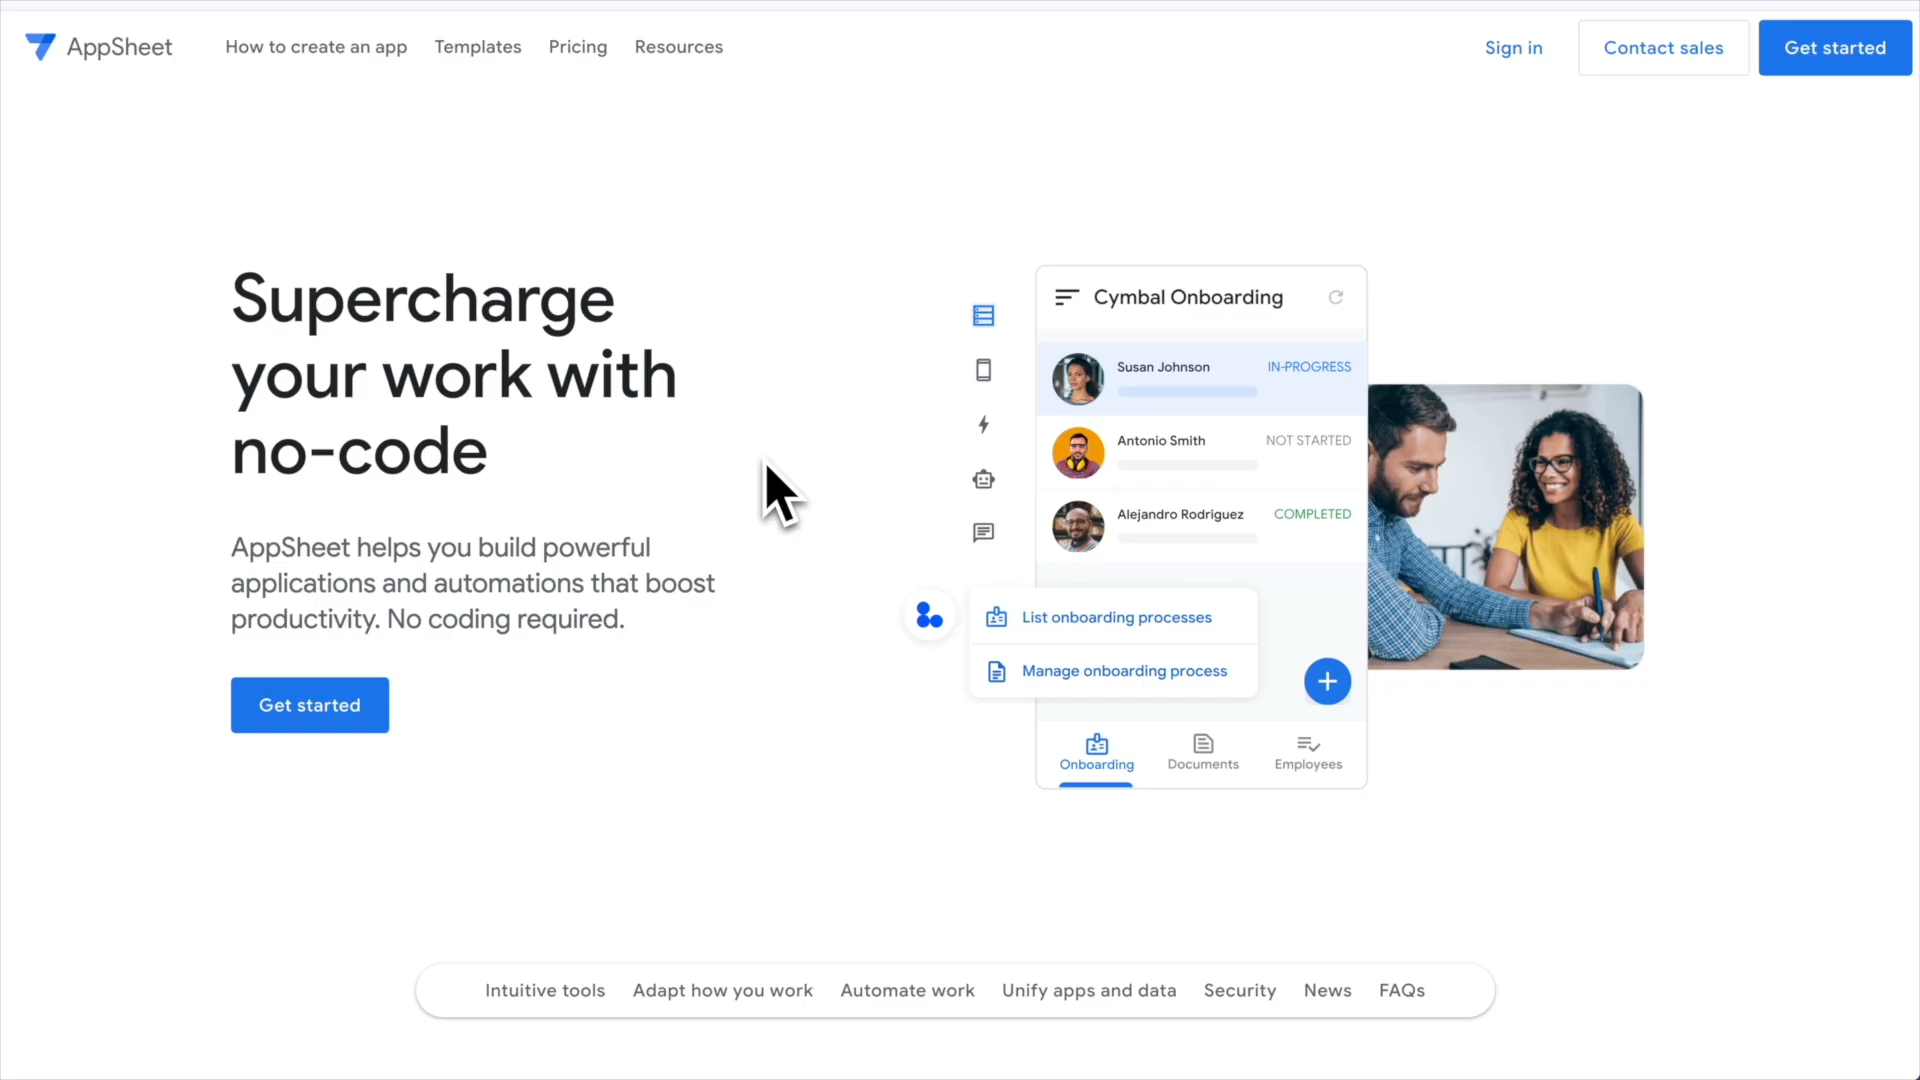 AppSheet
How to create an app
Templates
Pricing
Resources
Sign in
Contact sales
Get started
Supercharge
your work with
no-code
AppSheet helps you build powerful
applications and automations that boost
productivity. No coding required.
Get started
Cymbal Onboarding
Susan Johnson
IN-PROGRESS
Antonio Smith
NOT STARTED
Alejandro Rodriguez
COMPLETED
List onboarding processes
Manage onboarding process
Onboarding
Documents
Employees
Intuitive tools
Adapt how you work
Automate work
Unify apps and data
Security
News
FAQs